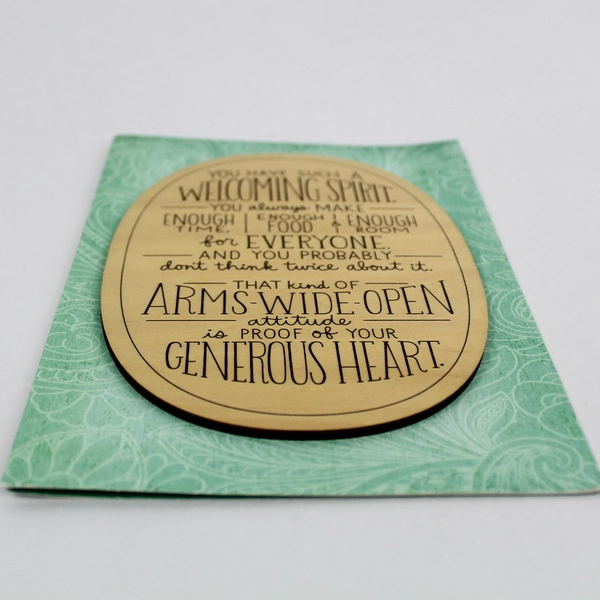 YOU HAVE SUCH A
WELCOMING SPIRIT.
YOU always MAKE
ENOUGH TIME, | ENOUGH FOOD | & ENOUGH ROOM
for EVERYONE.
AND YOU PROBABLY
don't think twice about it.
THAT kind OF
ARMS-WIDE-OPEN
attitude
is PROOF of YOUR
GENEROUS HEART.